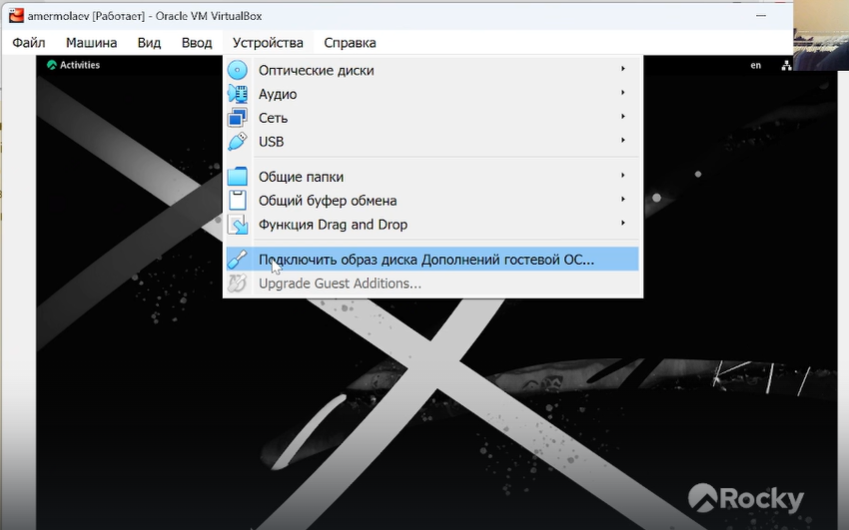 amermolaev [Работает] - Oracle VM VirtualBox
Файл Машина Вид Ввод Устройства Справка
Activities en
Оптические диски
Аудио
Сеть
USB
Общие папки
Общий буфер обмена
Функция Drag and Drop
Подключить образ диска Дополнений гостевой ОС...
Upgrade Guest Additions...
Rocky